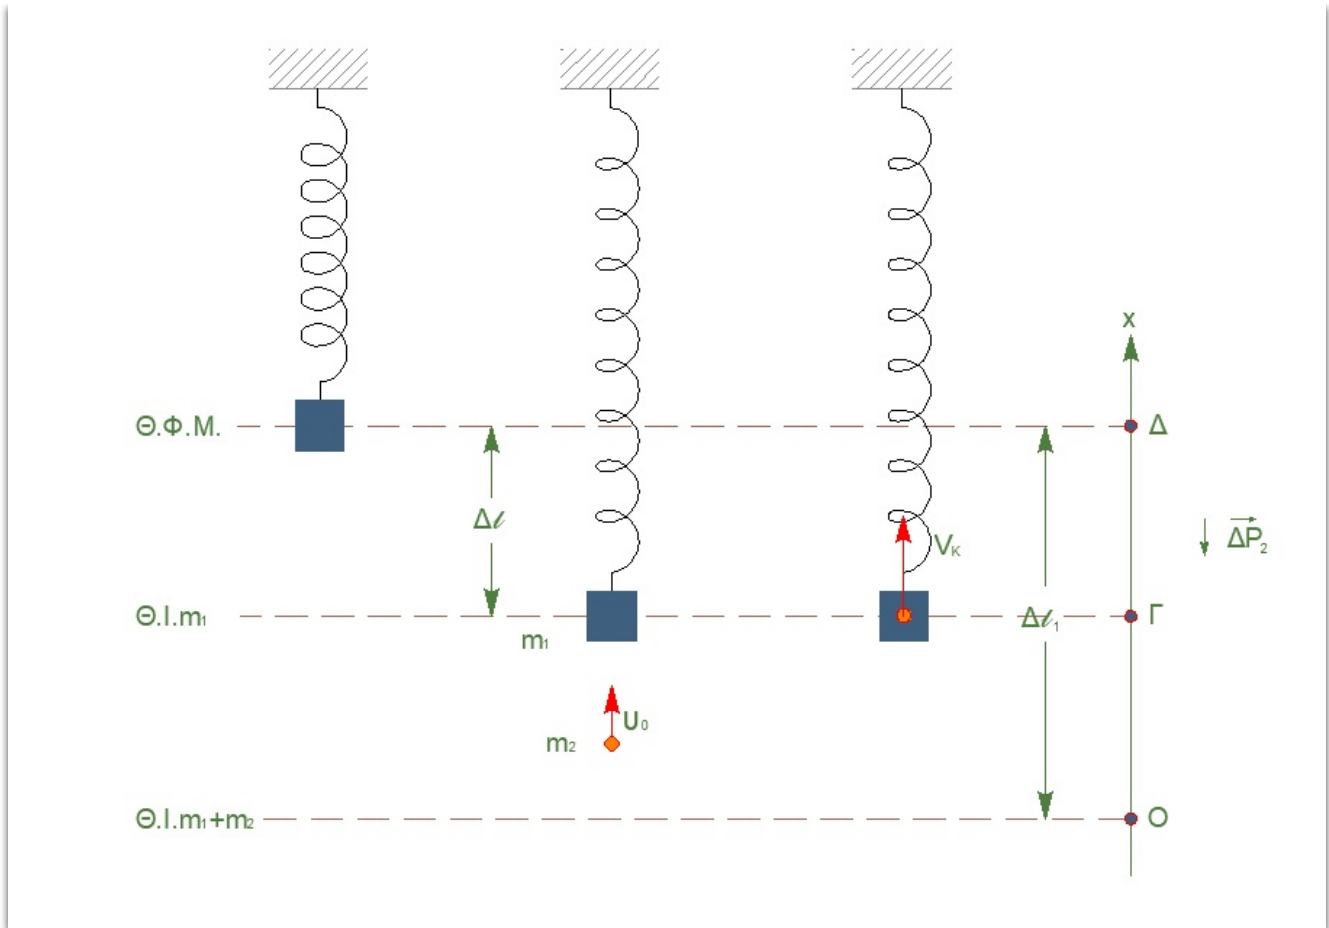 x
Θ.Φ.Μ.
Δ
Δℓ
ΔP₂
Vκ
Θ.Ι.m₁
Δℓ₁
Γ
m₁
U₀
m₂
Θ.Ι.m₁+m₂
Ο